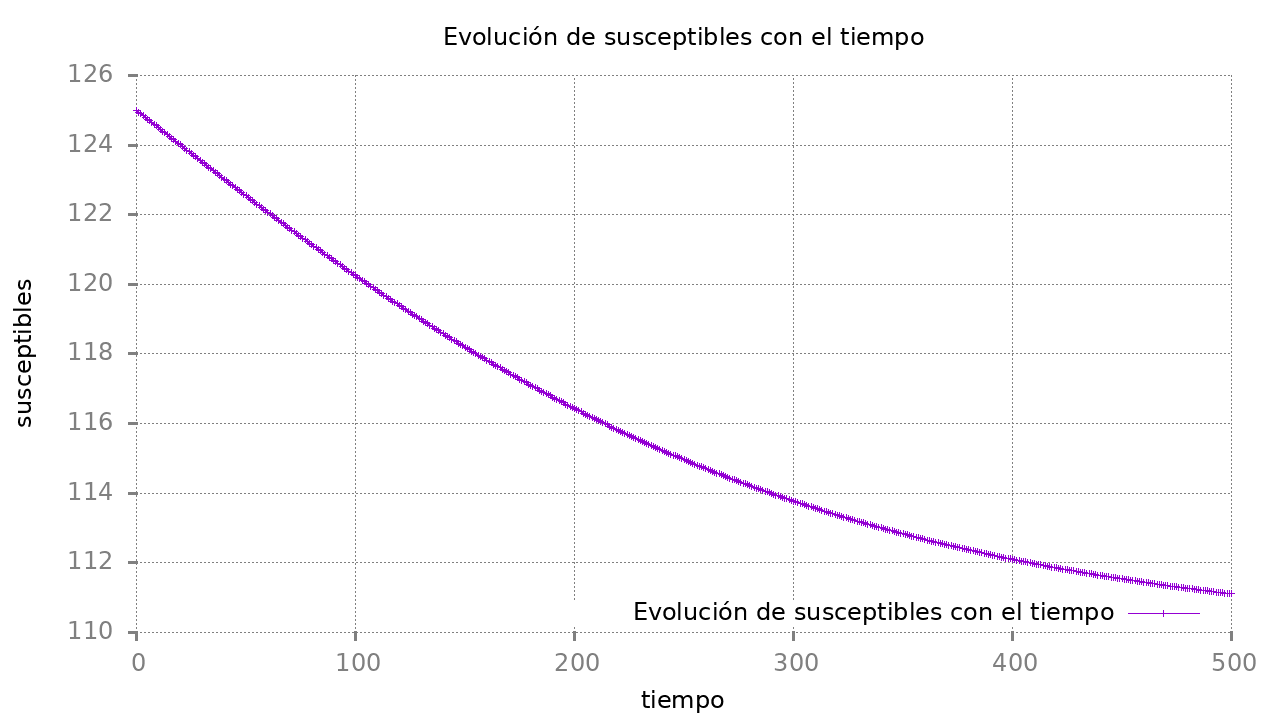 Evolución de susceptibles con el tiempo
126
124
122
120
118
116
114
112
110
susceptibles
Evolución de susceptibles con el tiempo
0 100 200 300 400 500
tiempo